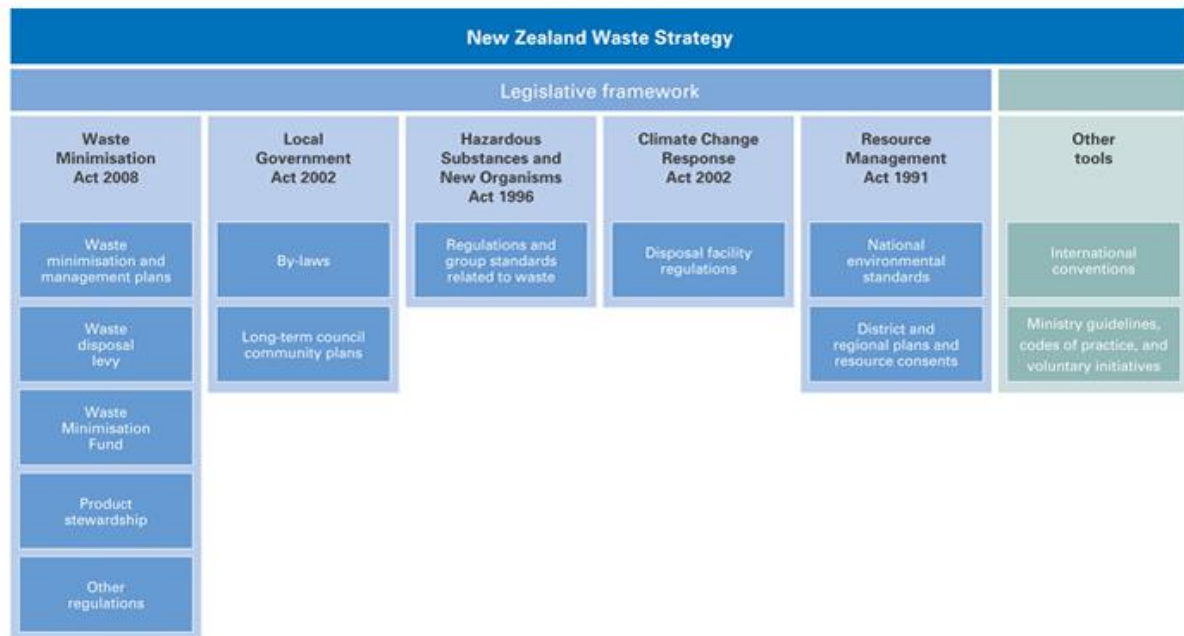 New Zealand Waste Strategy
Legislative framework
Waste
Minimisation
Act 2008
Waste
minimisation and
management plans
Waste
disposal
levy
Waste
Minimisation
Fund
Product
stewardship
Other
regulations
Local
Government
Act 2002
By-laws
Long-term council
community plans
Hazardous
Substances and
New Organisms
Act 1996
Regulations and
group standards
related to waste
Climate Change
Response
Act 2002
Disposal facility
regulations
Resource
Management
Act 1991
National
environmental
standards
District and
regional plans and
resource consents
Other
tools
International
conventions
Ministry guidelines,
codes of practice, and
voluntary initiatives